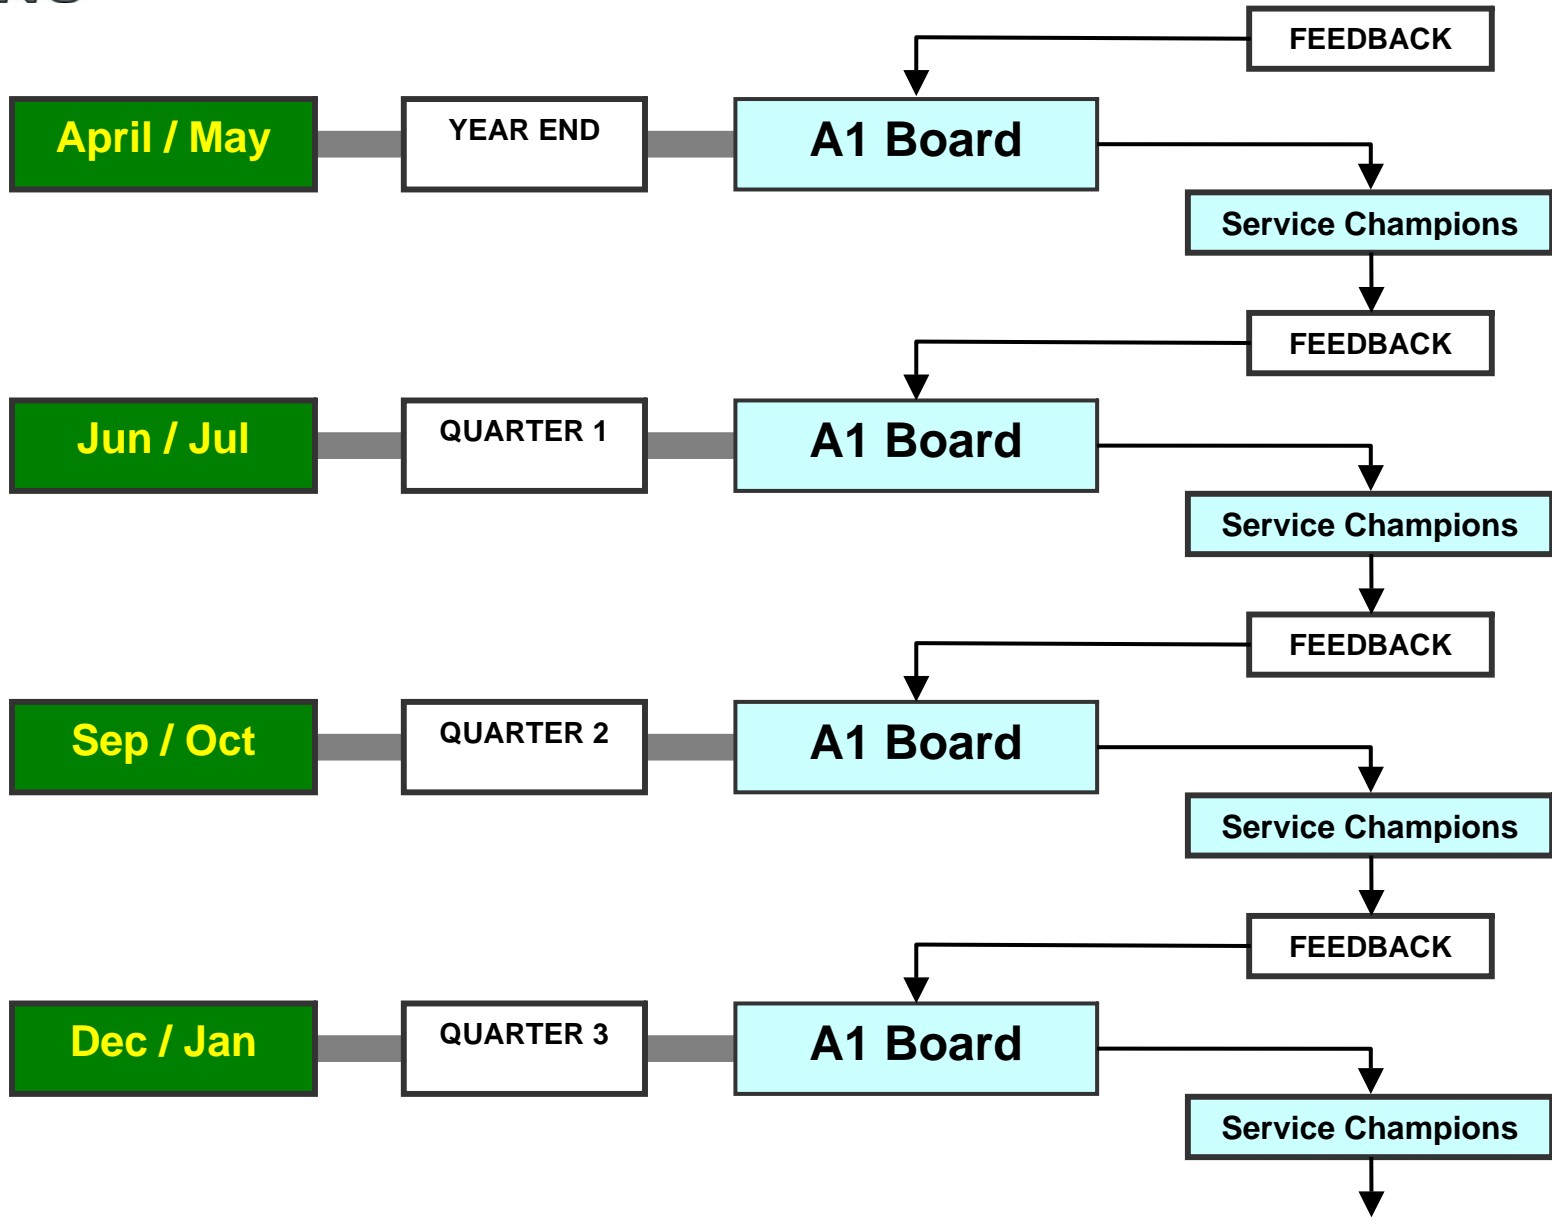 FEEDBACK
April / May
YEAR END
A1 Board
Service Champions
FEEDBACK
Jun / Jul
QUARTER 1
A1 Board
Service Champions
FEEDBACK
Sep / Oct
QUARTER 2
A1 Board
Service Champions
FEEDBACK
Dec / Jan
QUARTER 3
A1 Board
Service Champions